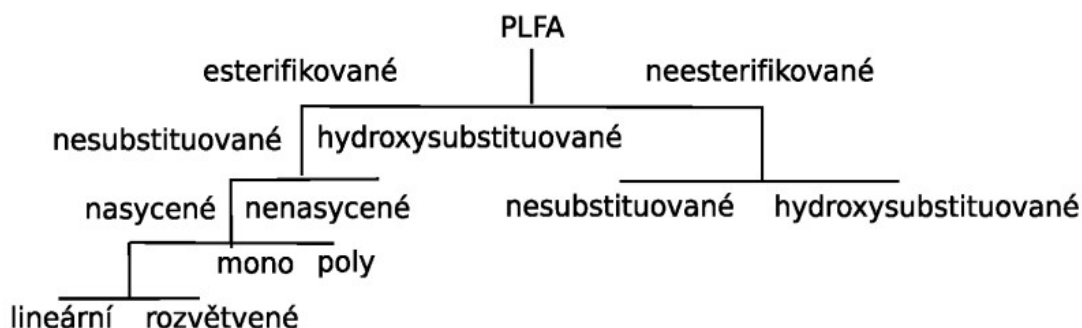 PLFA
esterifikované neesterifikované
nesubstituované hydroxysubstituované
nasycené nenasycené nesubstituované hydroxysubstituované
mono poly
lineární rozvětvené